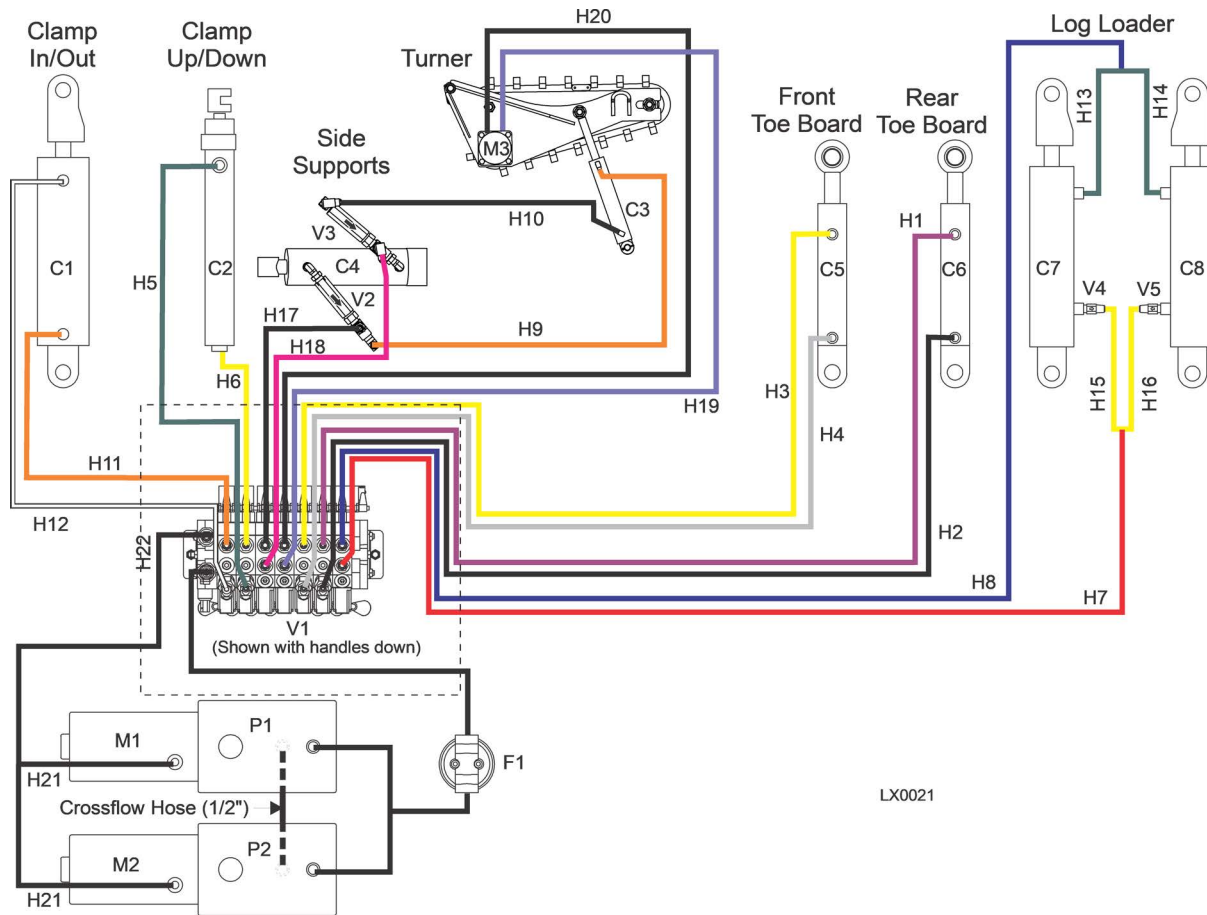 H20
Clamp
In/Out
Clamp
Up/Down
Log Loader
Turner
Front
Toe Board
Rear
Toe Board
H13
H14
M3
Side
Supports
C3
H10
H1
V3
C1
C2
C4
C5
C6
C7
C8
H5
V2
V4
V5
H17
H9
H18
H6
H3
H15
H16
H19
H4
H11
H12
H22
H2
H8
H7
V1
(Shown with handles down)
M1
P1
F1
H21
LX0021
Crossflow Hose (1/2")
P2
M2
H21